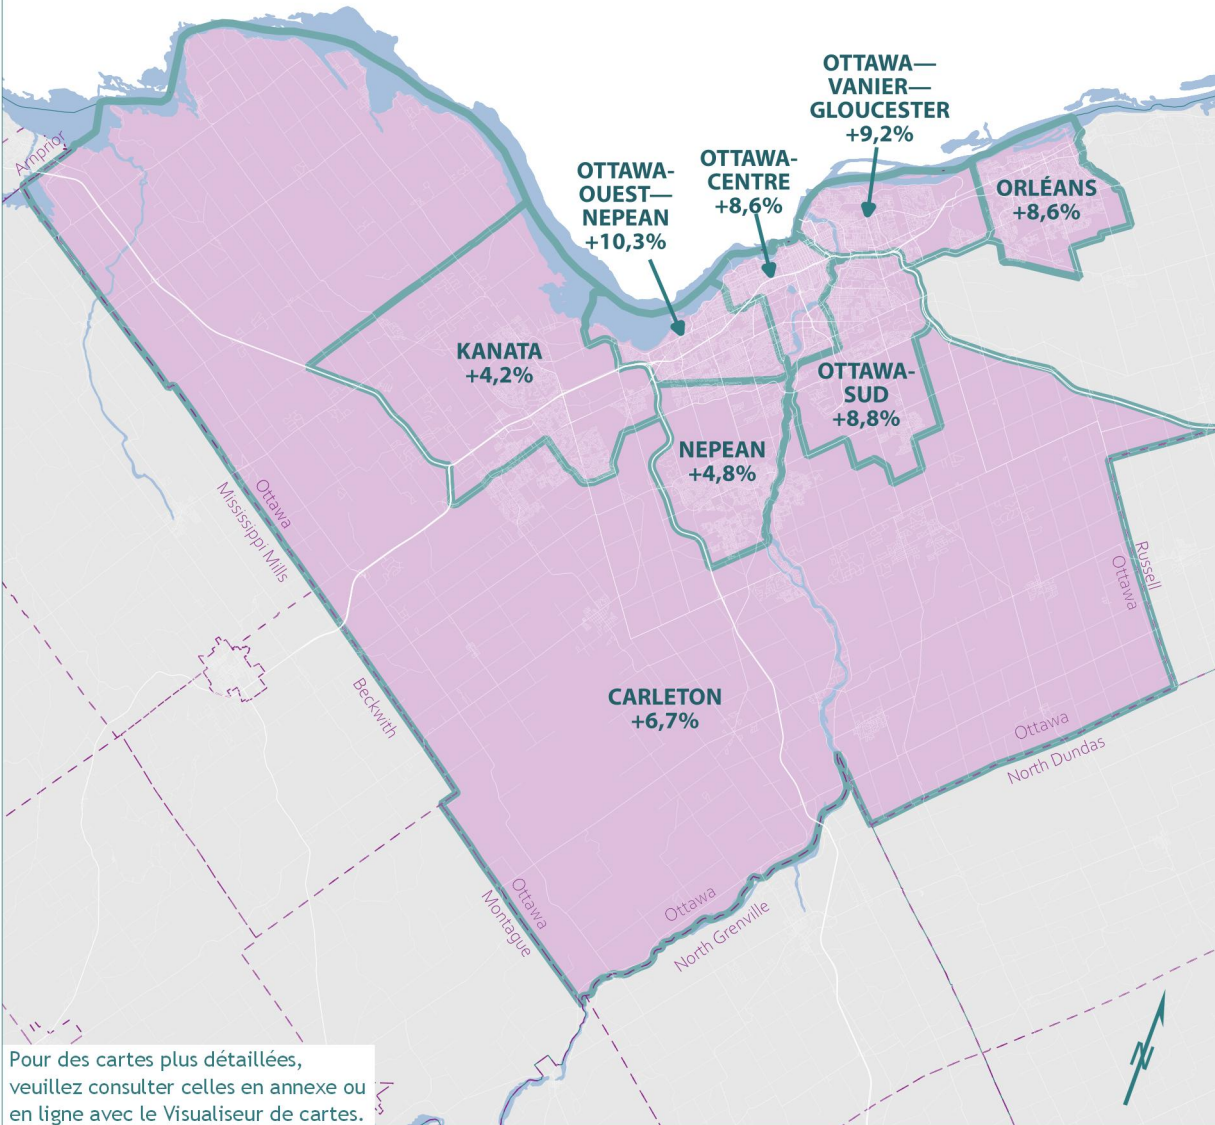 OTTAWA—
VANIER—
GLOUCESTER
+9,2%
OTTAWA-
CENTRE
+8,6%
OTTAWA-
OUEST—
NEPEAN
+10,3%
ORLÉANS
+8,6%
Arnprior
KANATA
+4,2%
OTTAWA-
SUD
+8,8%
NEPEAN
+4,8%
Ottawa
Mississippi Mills
Russell
Ottawa
Beckwith
CARLETON
+6,7%
Ottawa
North Dundas
Ottawa
Montague
Ottawa
North Grenville
N
Pour des cartes plus détaillées,
veuillez consulter celles en annexe ou
en ligne avec le Visualiseur de cartes.